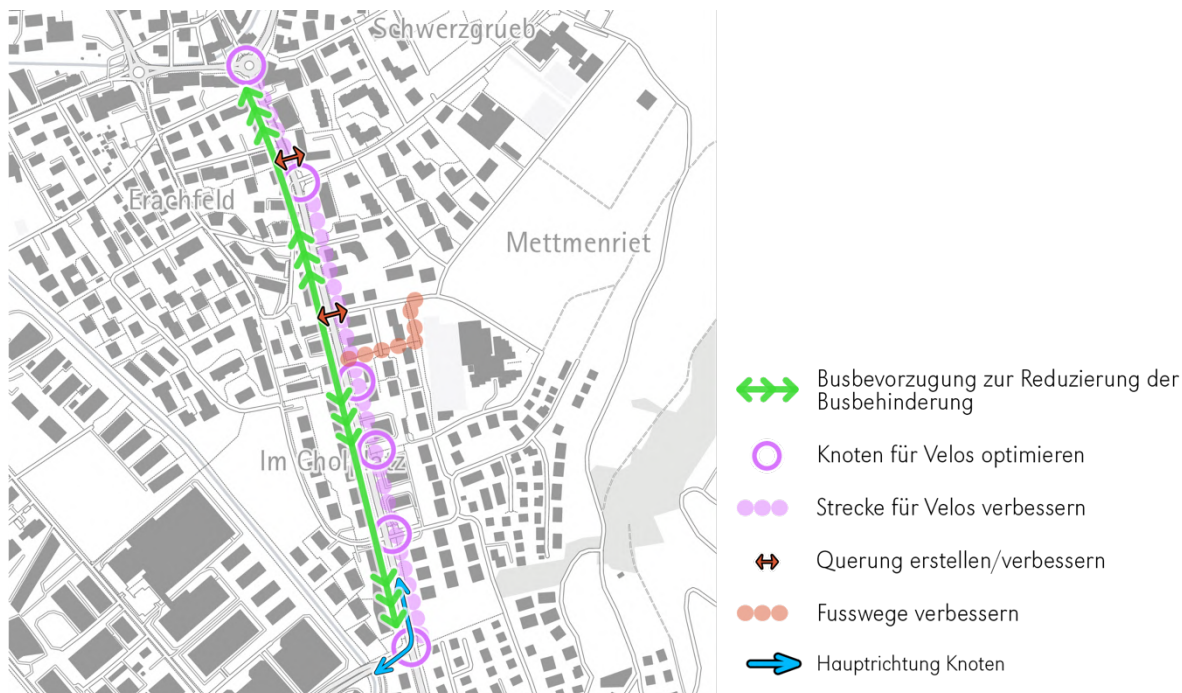 Schwerzgrueb
Erachfeld
Mettmenriet
Im Cholplatz
Busbevorzugung zur Reduzierung der
Busbehinderung
Knoten für Velos optimieren
Strecke für Velos verbessern
Querung erstellen/verbessern
Fusswege verbessern
Hauptrichtung Knoten